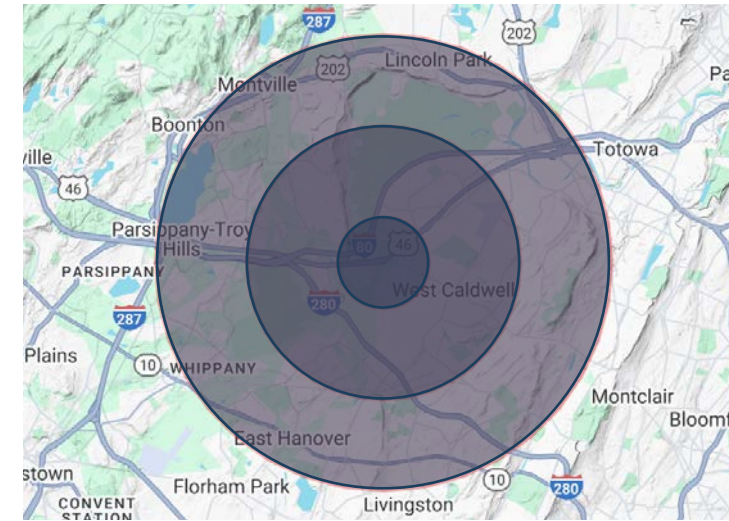 287
202
202
Lincoln Park
Montville
Pa
Boonton
Totowa
ville
46
Parsippany-Troy
Hills
80
46
PARSIPPANY
West Caldwell
280
287
Plains
10
WHIPPANY
Montclair
Bloomf
East Hanover
stown
Florham Park
10
280
Livingston
CONVENT
STATION